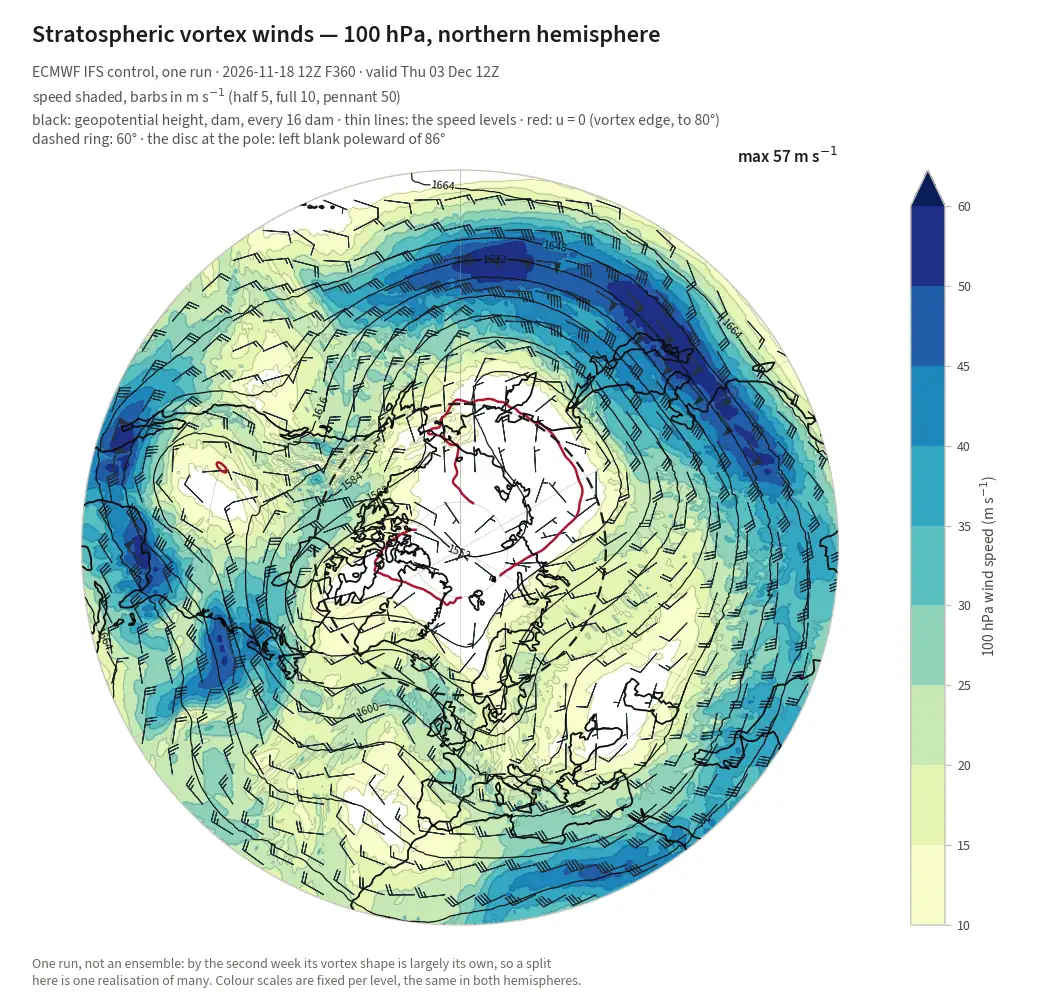 Stratospheric vortex winds — 100 hPa, northern hemisphere
ECMWF IFS control, one run · 2026-11-18 12Z F360 · valid Thu 03 Dec 12Z
speed shaded, barbs in m s−1 (half 5, full 10, pennant 50)
black: geopotential height, dam, every 16 dam · thin lines: the speed levels · red: u = 0 (vortex edge, to 80°)
dashed ring: 60° · the disc at the pole: left blank poleward of 86°
max 57 m s−1
1664
1648
1632
1664
1616
1584
1568
1552
1600
1664
60
50
45
40
35
30
25
20
15
10
100 hPa wind speed (m s−1)
One run, not an ensemble: by the second week its vortex shape is largely its own, so a split
here is one realisation of many. Colour scales are fixed per level, the same in both hemispheres.